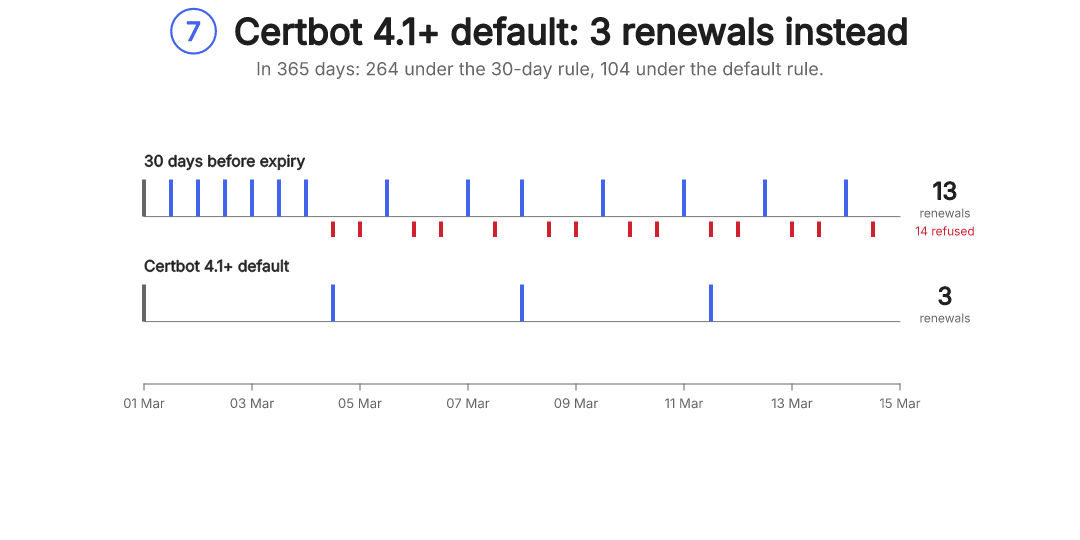 7 Certbot 4.1+ default: 3 renewals instead
In 365 days: 264 under the 30-day rule, 104 under the default rule.
30 days before expiry
13
renewals
14 refused
Certbot 4.1+ default
3
renewals
01 Mar 03 Mar 05 Mar 07 Mar 09 Mar 11 Mar 13 Mar 15 Mar